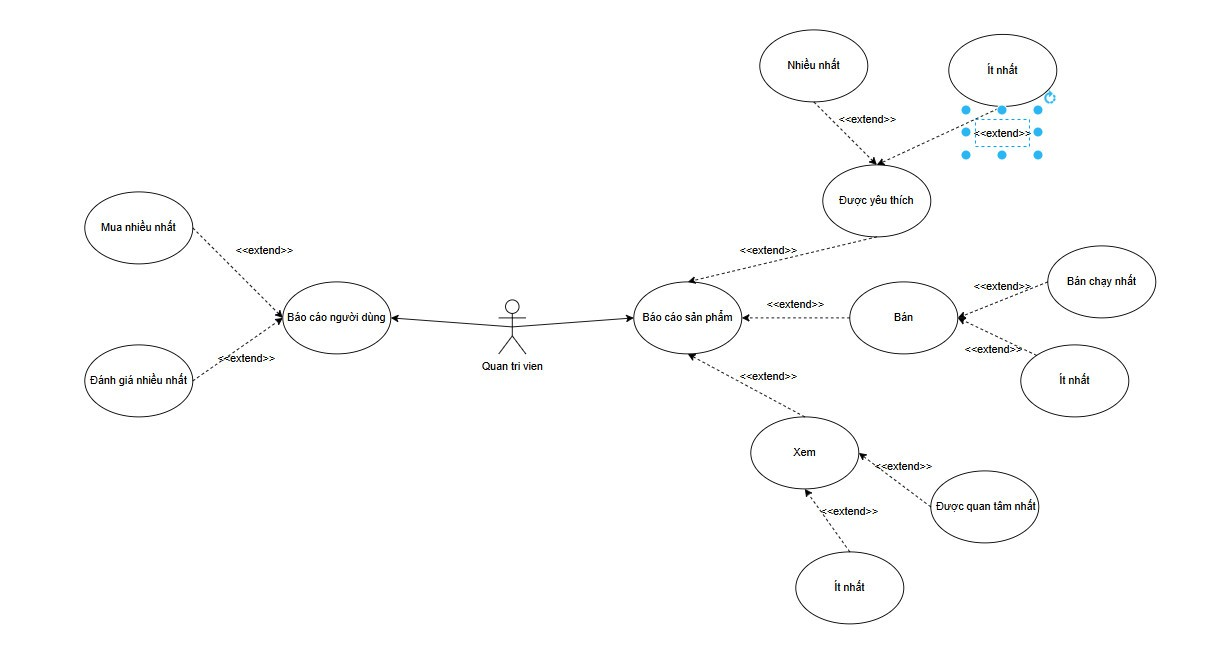 Nhiều nhất
Ít nhất
<<extend>>
<<extend>>
Được yêu thích
Mua nhiều nhất
<<extend>>
<<extend>>
Bán chạy nhất
<<extend>>
<<extend>>
Báo cáo người dùng
Báo cáo sản phẩm
Bán
<<extend>>
<<extend>>
Quan tri vien
Đánh giá nhiều nhất
<<extend>>
Ít nhất
Xem
<<extend>>
Được quan tâm nhất
<<extend>>
Ít nhất